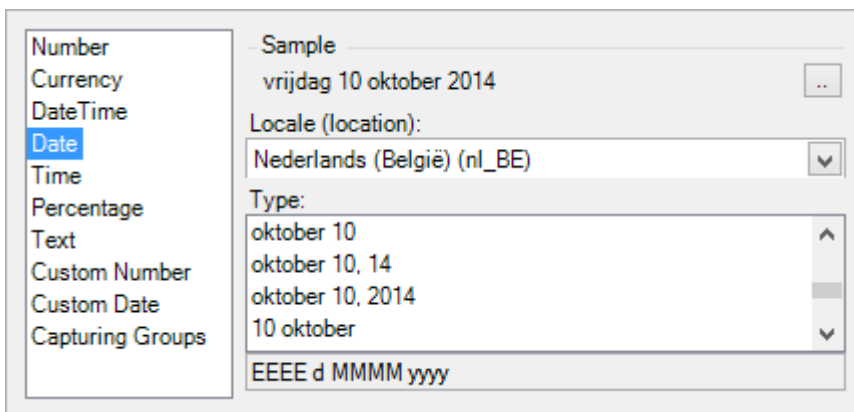 Number
Currency
DateTime
Date
Time
Percentage
Text
Custom Number
Custom Date
Capturing Groups
Sample
vrijdag 10 oktober 2014
..
Locale (location):
Nederlands (België) (nl_BE)
Type:
oktober 10
oktober 10, 14
oktober 10, 2014
10 oktober
EEEE d MMMM yyyy